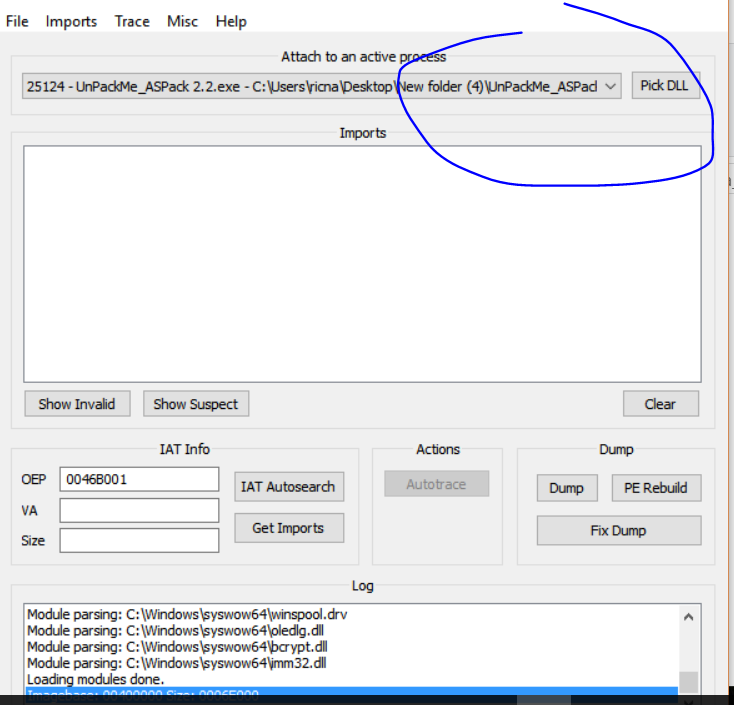 File Imports Trace Misc Help
Attach to an active process
25124 - UnPackMe_ASPack 2.2.exe - C:\Users\ricna\Desktop\New folder (4)\UnPackMe_ASPacl Pick DLL
Imports
Show Invalid Show Suspect Clear
IAT Info Actions Dump
OEP 0046B001 IAT Autosearch Autotrace Dump PE Rebuild
VA
Size Get Imports Fix Dump
Log
Module parsing: C:\Windows\syswow64\winspool.drv
Module parsing: C:\Windows\syswow64\oledlg.dll
Module parsing: C:\Windows\syswow64\bcrypt.dll
Module parsing: C:\Windows\syswow64\imm32.dll
Loading modules done.
Imagebase: 00400000 Size: 0006E000